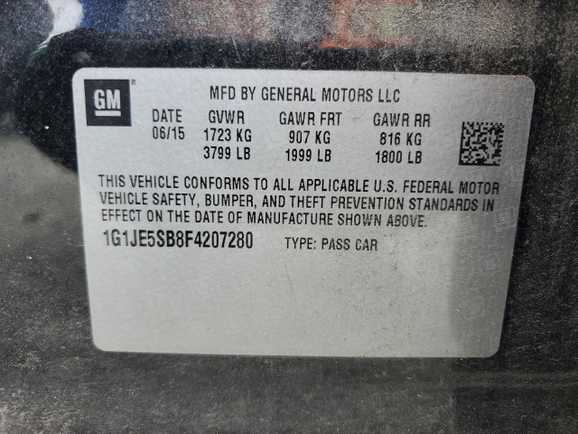 GM
MFD BY GENERAL MOTORS LLC
DATE GVWR GAWR FRT GAWR RR
06/15 1723 KG 907 KG 816 KG
3799 LB 1999 LB 1800 LB
THIS VEHICLE CONFORMS TO ALL APPLICABLE U.S. FEDERAL MOTOR
VEHICLE SAFETY, BUMPER, AND THEFT PREVENTION STANDARDS IN
EFFECT ON THE DATE OF MANUFACTURE SHOWN ABOVE.
1G1JE5SB8F4207280 TYPE: PASS CAR